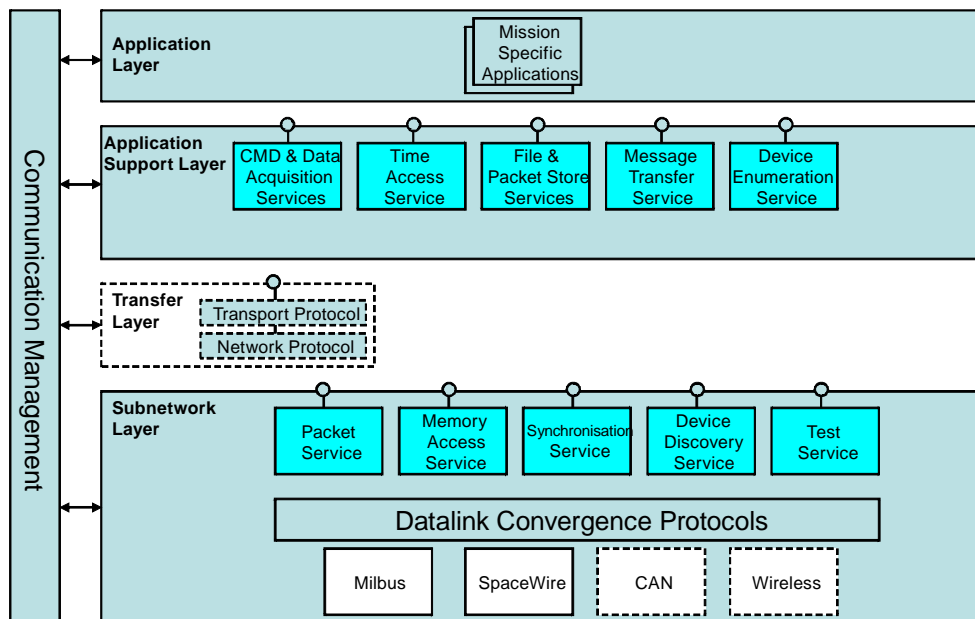 Communication Management
Application
Layer
Mission
Specific
Applications
Application
Support Layer
CMD & Data
Acquisition
Services
Time
Access
Service
File &
Packet Store
Services
Message
Transfer
Service
Device
Enumeration
Service
Transfer
Layer
Transport Protocol
Network Protocol
Subnetwork
Layer
Packet
Service
Memory
Access
Service
Synchronisation
Service
Device
Discovery
Service
Test
Service
Datalink Convergence Protocols
Milbus
SpaceWire
CAN
Wireless